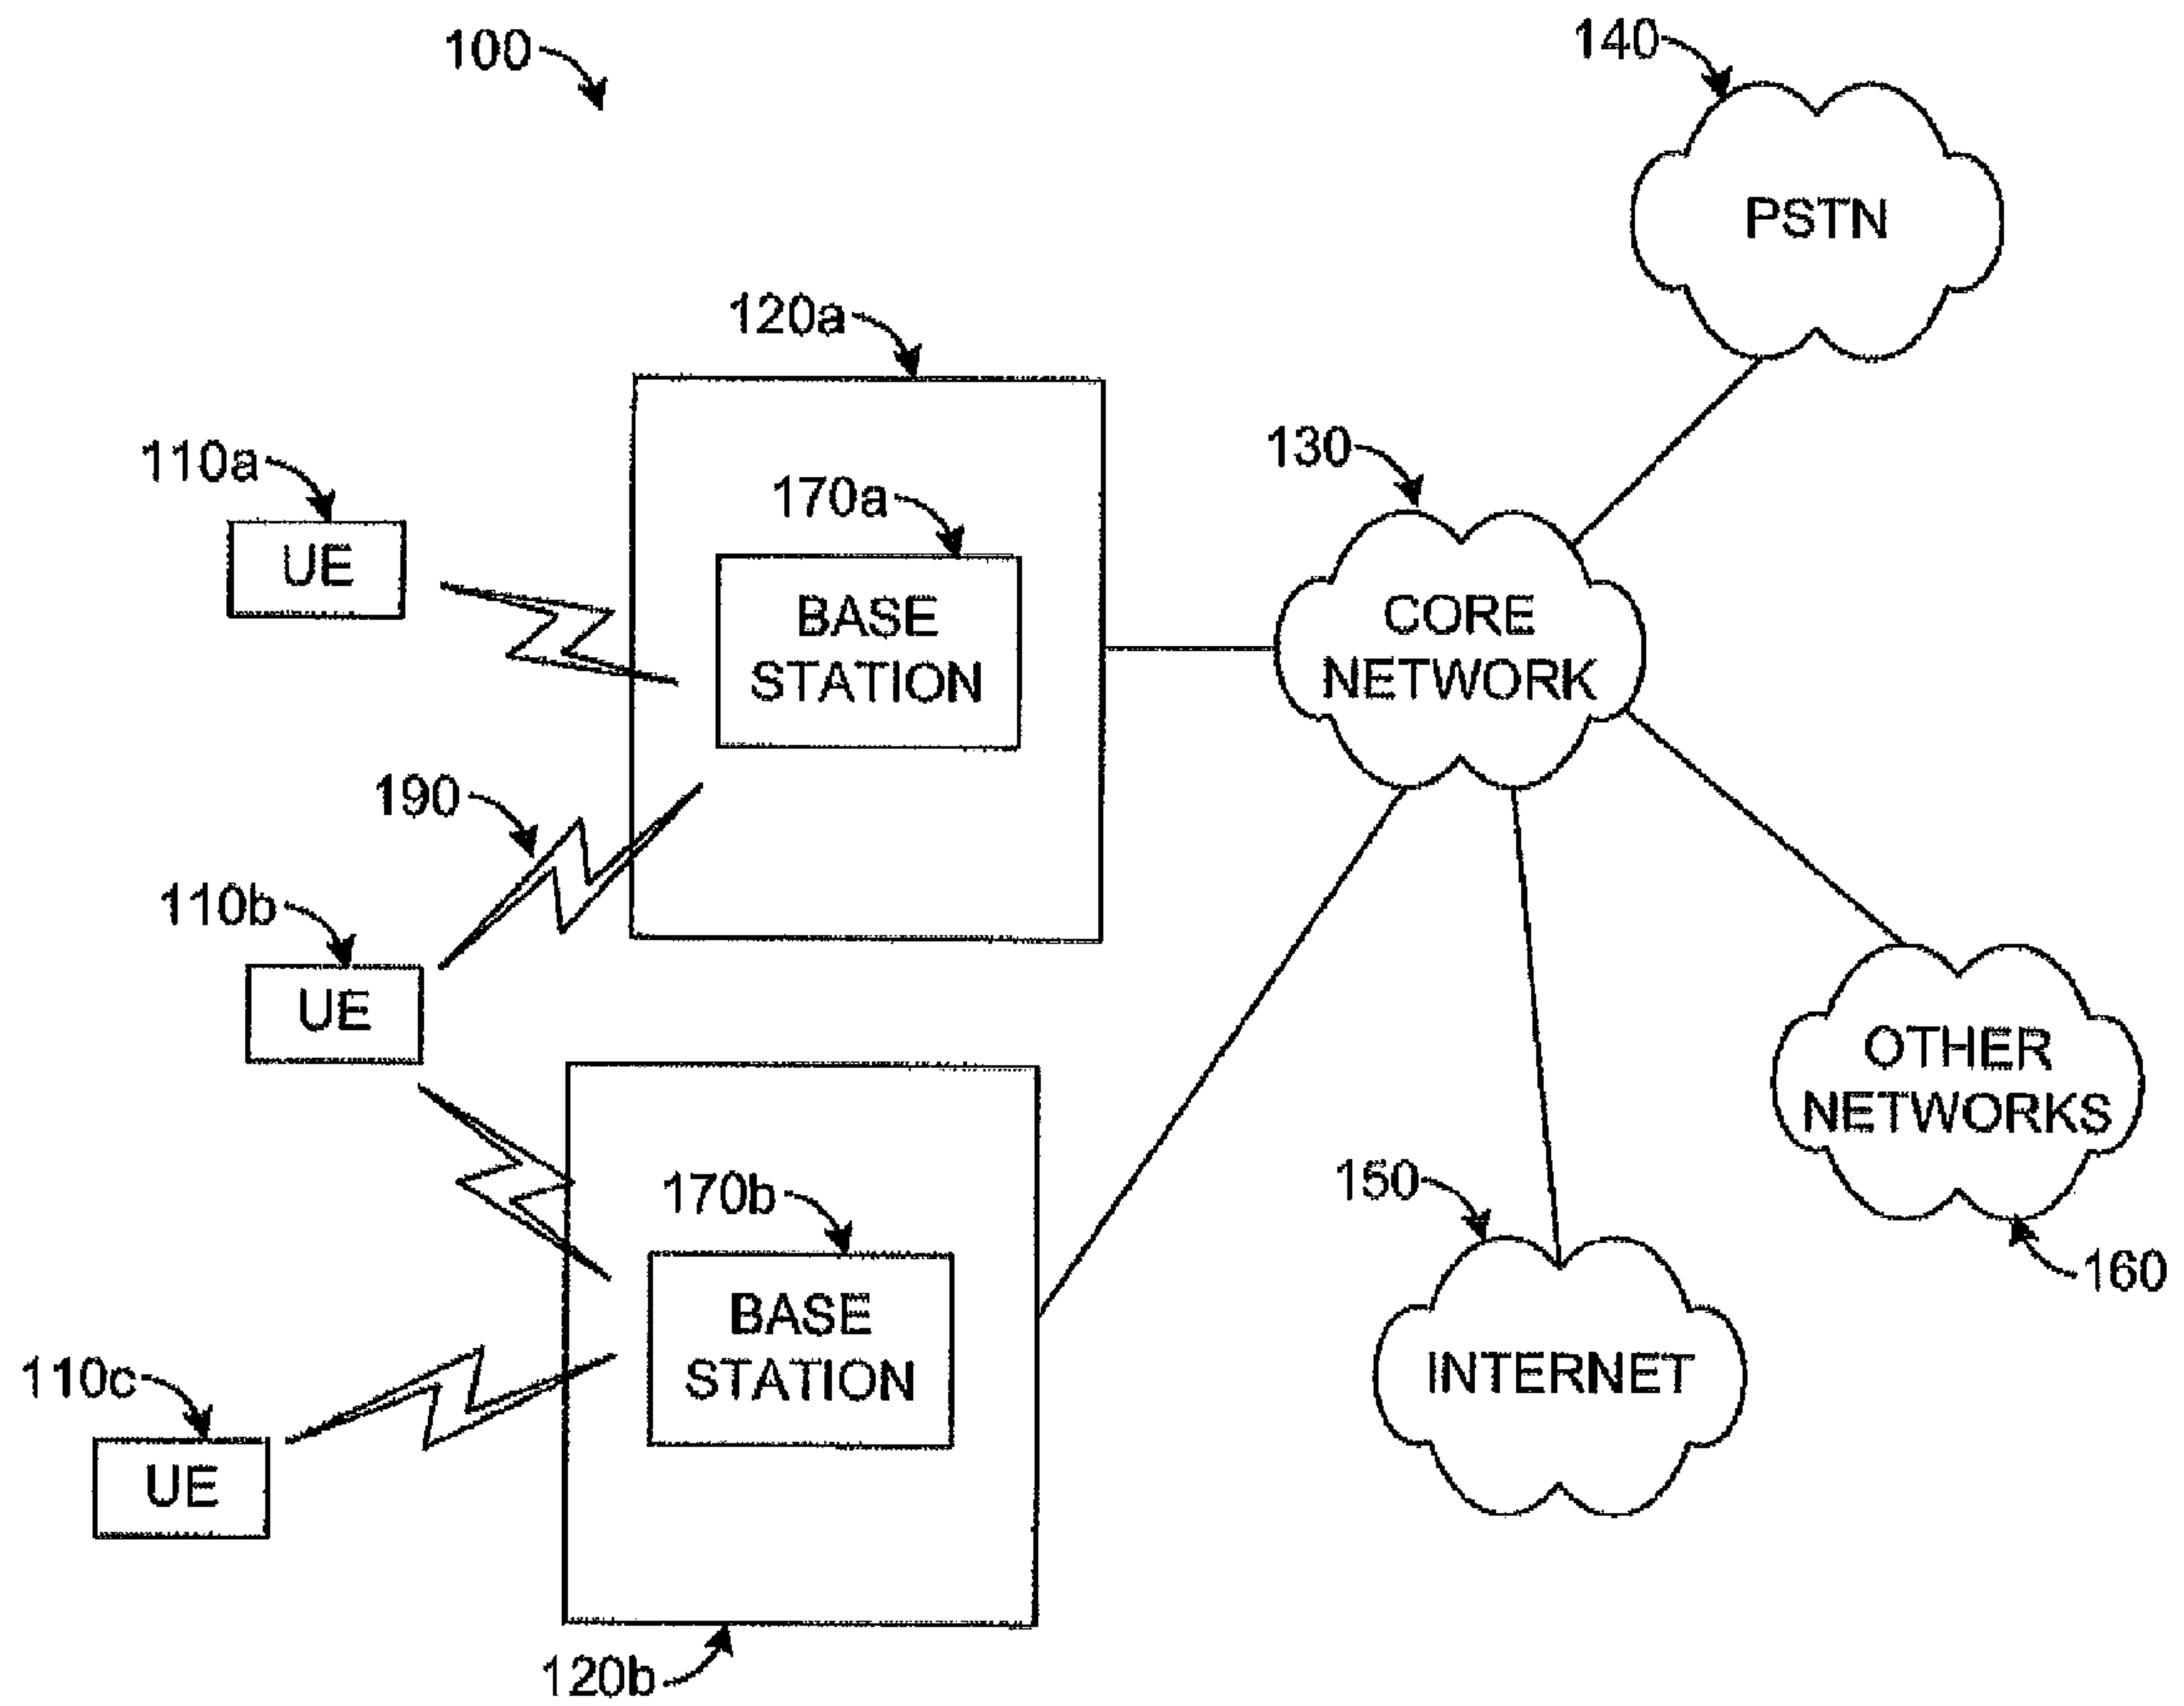 100
140
PSTN
120a
130
110a
170a
UE
BASE
STATION
CORE
NETWORK
190
110b
UE
OTHER
NETWORKS
170b
150
160
BASE
STATION
INTERNET
110c
UE
120b